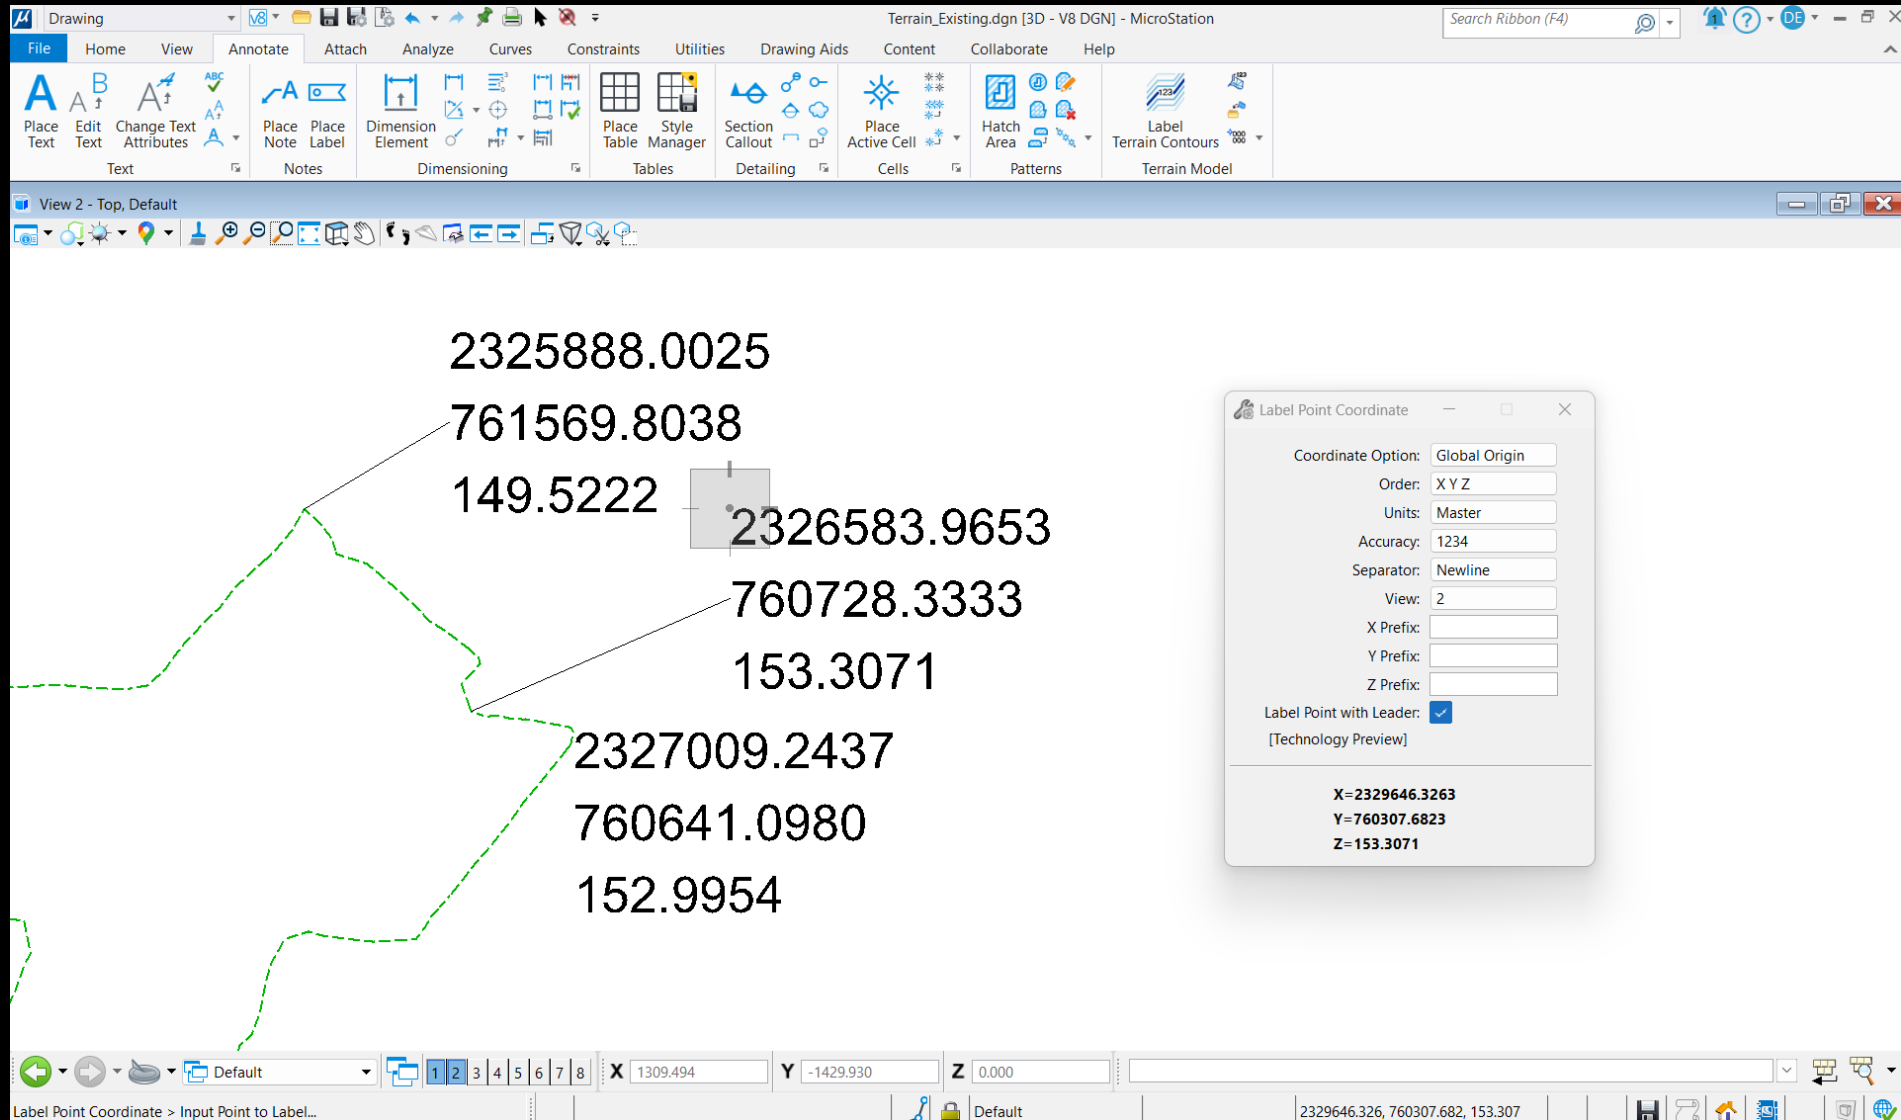 Drawing
V8
Terrain_Existing.dgn [3D - V8 DGN] - MicroStation
Search Ribbon (F4)
1
?
DE
File Home View Annotate Attach Analyze Curves Constraints Utilities Drawing Aids Content Collaborate Help
Place Text
Edit Text
Change Text Attributes
ABC
Place Note
Place Label
Dimension Element
Place Table
Style Manager
Section Callout
Place Active Cell
Hatch Area
Label Terrain Contours
Text Notes Dimensioning Tables Detailing Cells Patterns Terrain Model
View 2 - Top, Default
2325888.0025
761569.8038
149.5222
2326583.9653
760728.3333
153.3071
2327009.2437
760641.0980
152.9954
Label Point Coordinate
Coordinate Option: Global Origin
Order: X Y Z
Units: Master
Accuracy: 1234
Separator: Newline
View: 2
X Prefix:
Y Prefix:
Z Prefix:
Label Point with Leader:
[Technology Preview]
X=2329646.3263
Y=760307.6823
Z=153.3071
Default 1 2 3 4 5 6 7 8 X 1309.494 Y -1429.930 Z 0.000
Label Point Coordinate > Input Point to Label... Default 2329646.326, 760307.682, 153.307